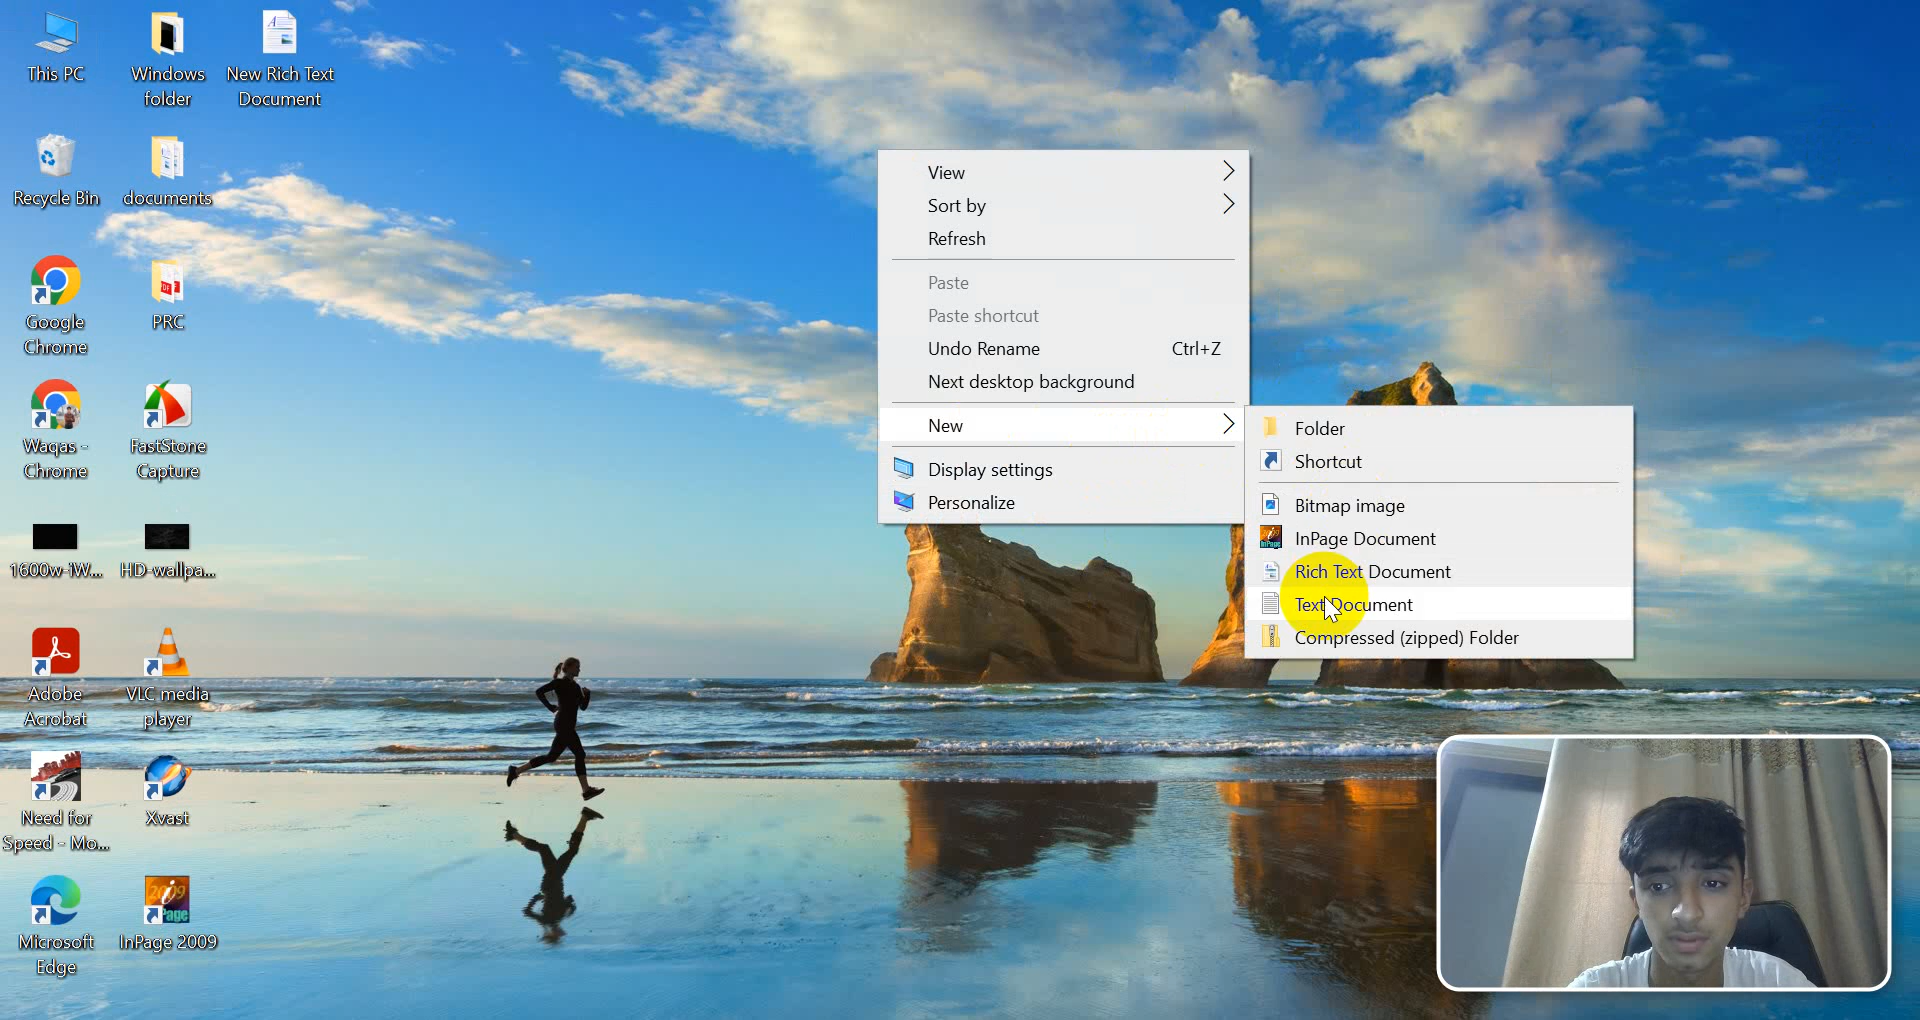 This PC
Windows
folder
New Rich Text
Document
Recycle Bin
documents
Google
Chrome
PRC
Waqas -
Chrome
FastStone
Capture
1600w-1W...
HD-wallpa...
Adobe
Acrobat
VLC media
player
Need for
Speed - Mo...
Xvast
Microsoft
Edge
2009
i
Page
InPage 2009
View
Sort by
Refresh
Paste
Paste shortcut
Undo Rename Ctrl+Z
Next desktop background
New
Display settings
Personalize
Folder
Shortcut
Bitmap image
InPage Document
Rich Text Document
Text Document
Compressed (zipped) Folder